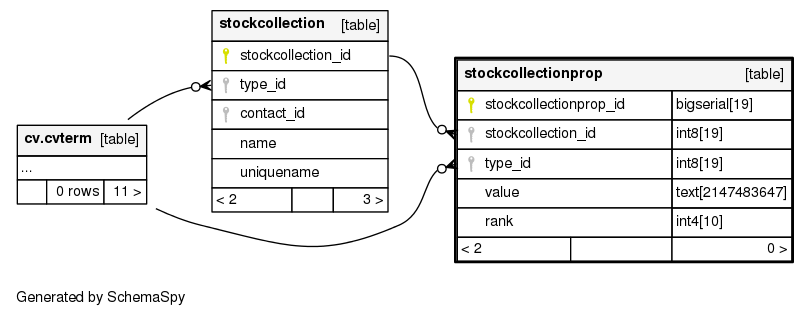 stockcollection [table]
stockcollection_id
type_id
contact_id
name
uniquename
< 2 3 >
stockcollectionprop [table]
stockcollectionprop_id bigserial[19]
stockcollection_id int8[19]
type_id int8[19]
value text[2147483647]
rank int4[10]
< 2 0 >
cv.cvterm [table]
...
0 rows 11 >
Generated by SchemaSpy